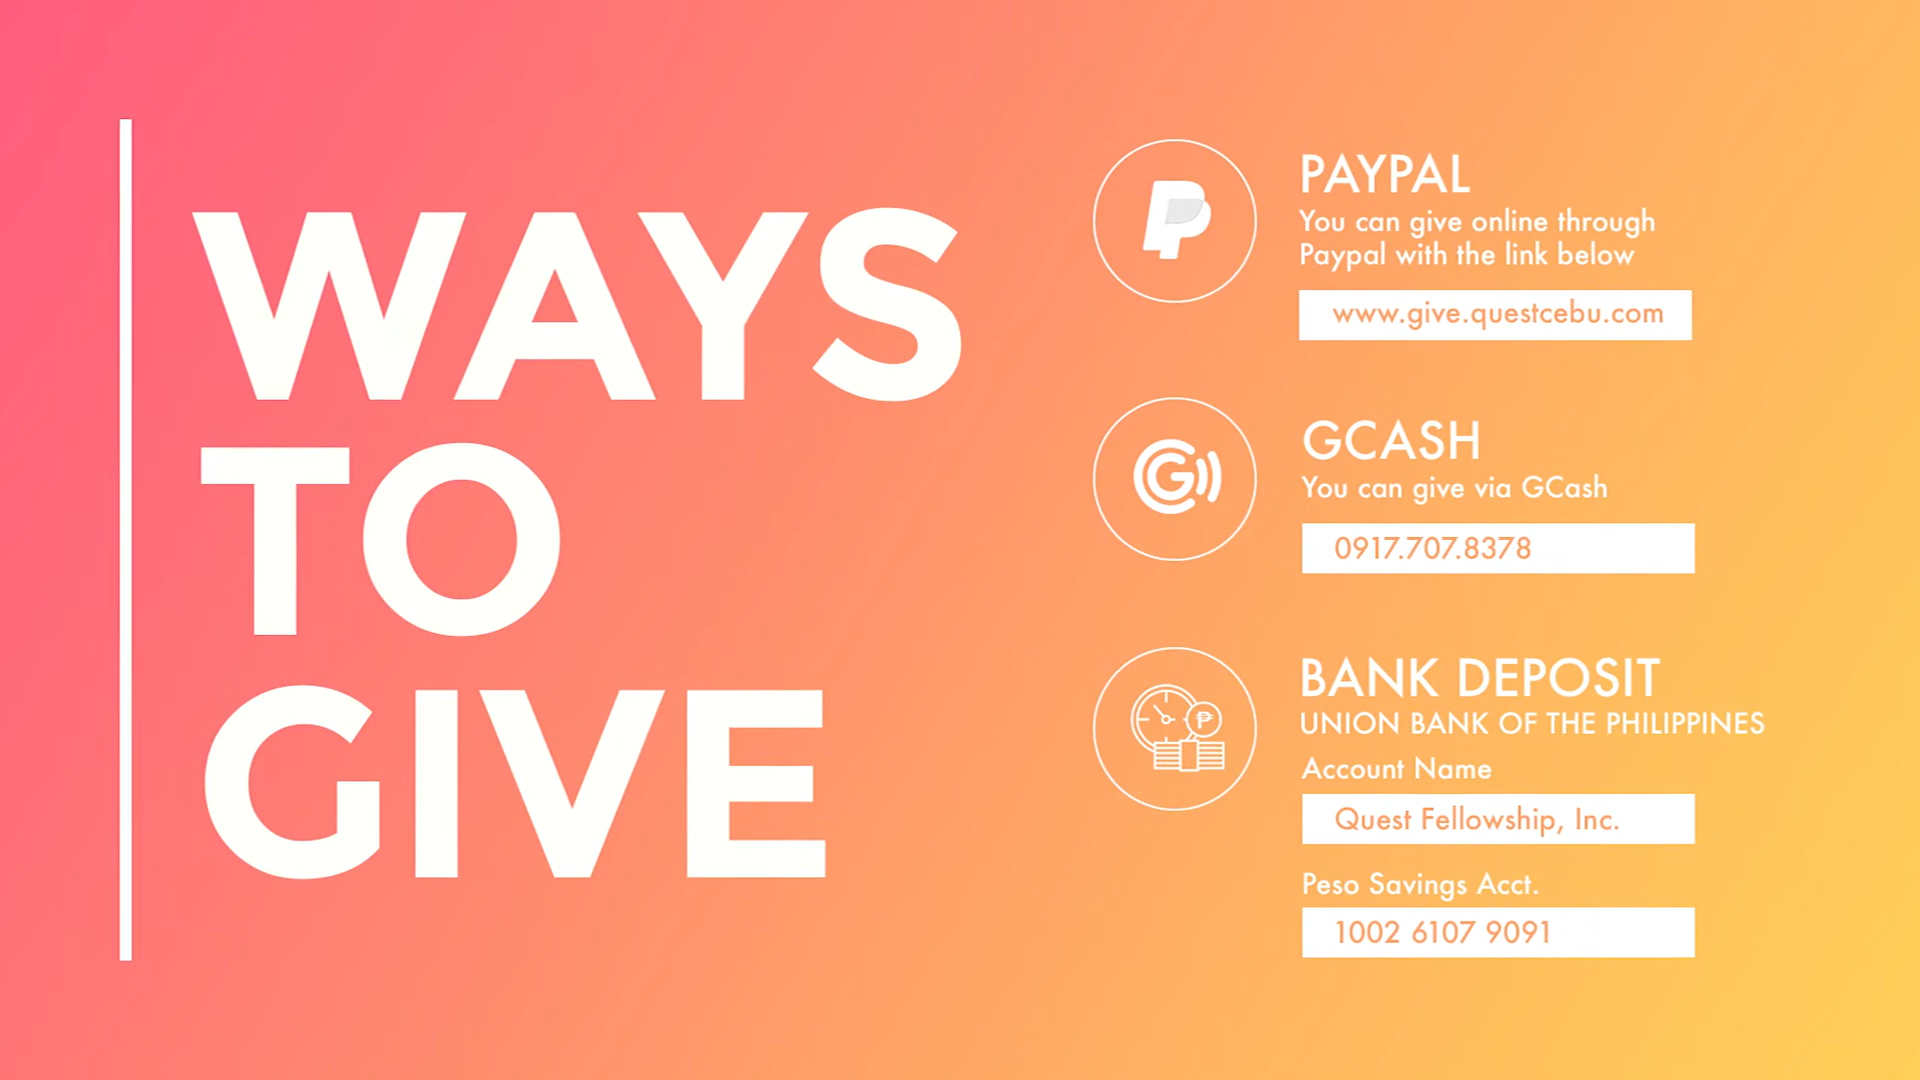 WAYS
TO
GIVE
PAYPAL
You can give online through
Paypal with the link below
www.give.questcebu.com
GCASH
You can give via GCash
0917.707.8378
BANK DEPOSIT
UNION BANK OF THE PHILIPPINES
Account Name
Quest Fellowship, Inc.
Peso Savings Acct.
1002 6107 9091